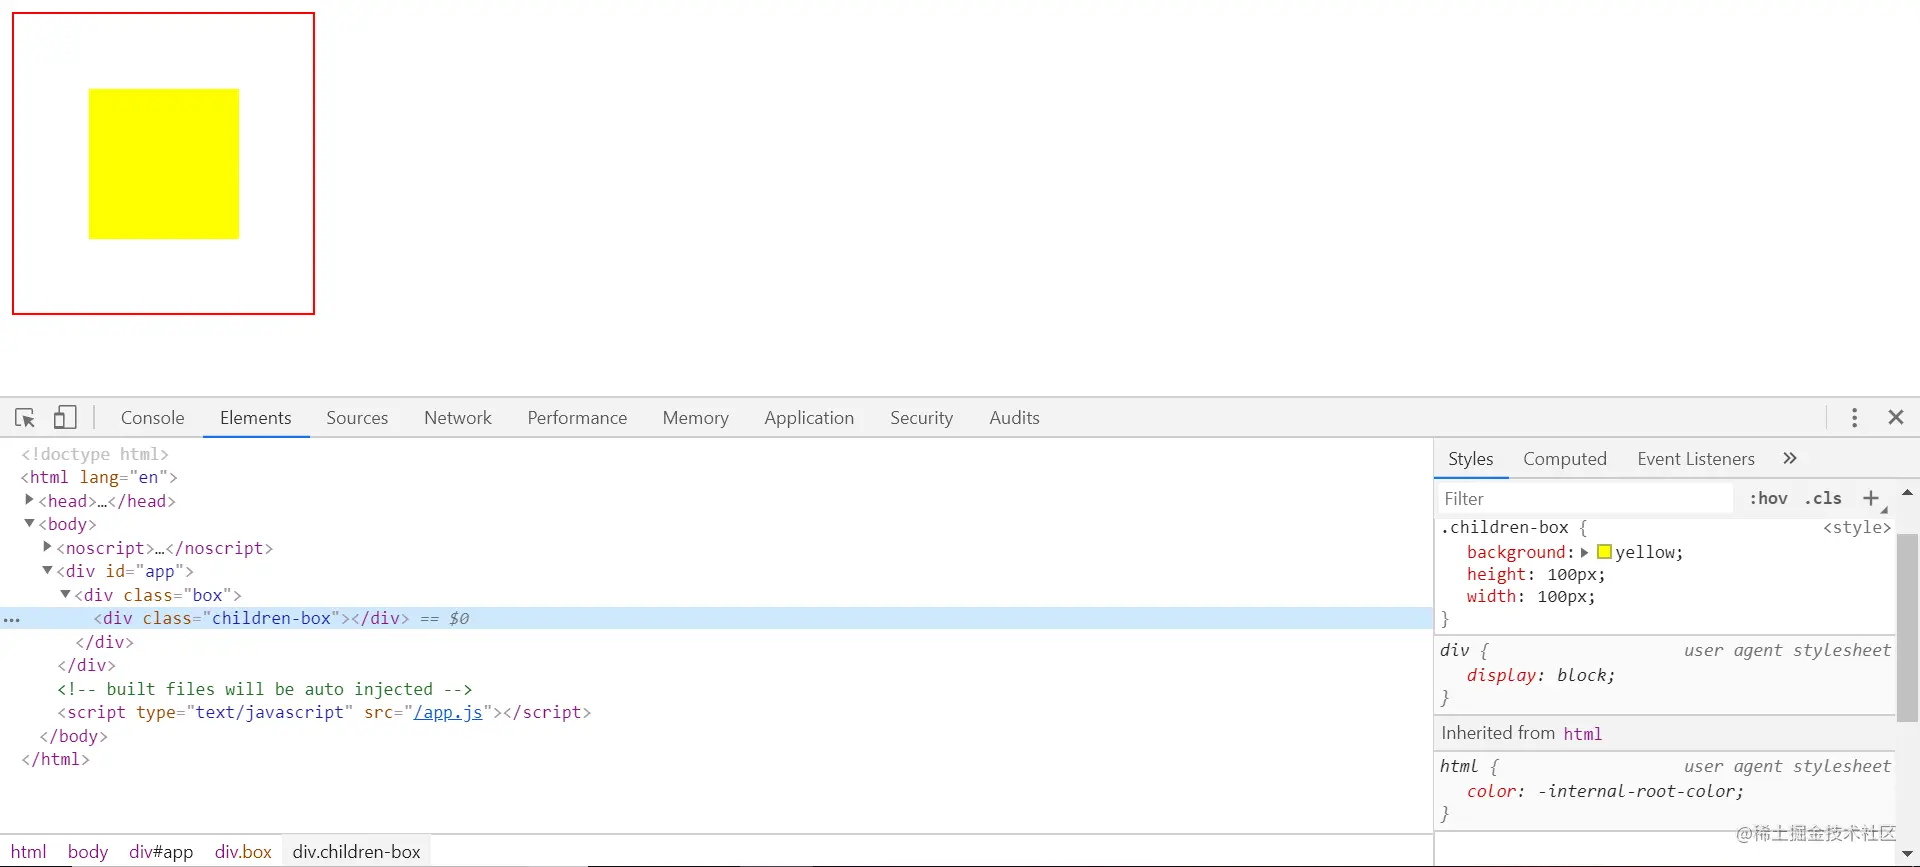 Console Elements Sources Network Performance Memory Application Security Audits
<!doctype html>
<html lang="en">
<head>…</head>
<body>
<noscript>…</noscript>
<div id="app">
<div class="box">
<div class="children-box"></div> == $0
</div>
</div>
<!-- built files will be auto injected -->
<script type="text/javascript" src="/app.js"></script>
</body>
</html>
html body div#app div.box div.children-box
Styles Computed Event Listeners »
Filter :hov .cls +
.children-box { <style>
background: yellow;
height: 100px;
width: 100px;
}
div { user agent stylesheet
display: block;
}
Inherited from html
html { user agent stylesheet
color: -internal-root-color;
}
@稀土掘金技术社区